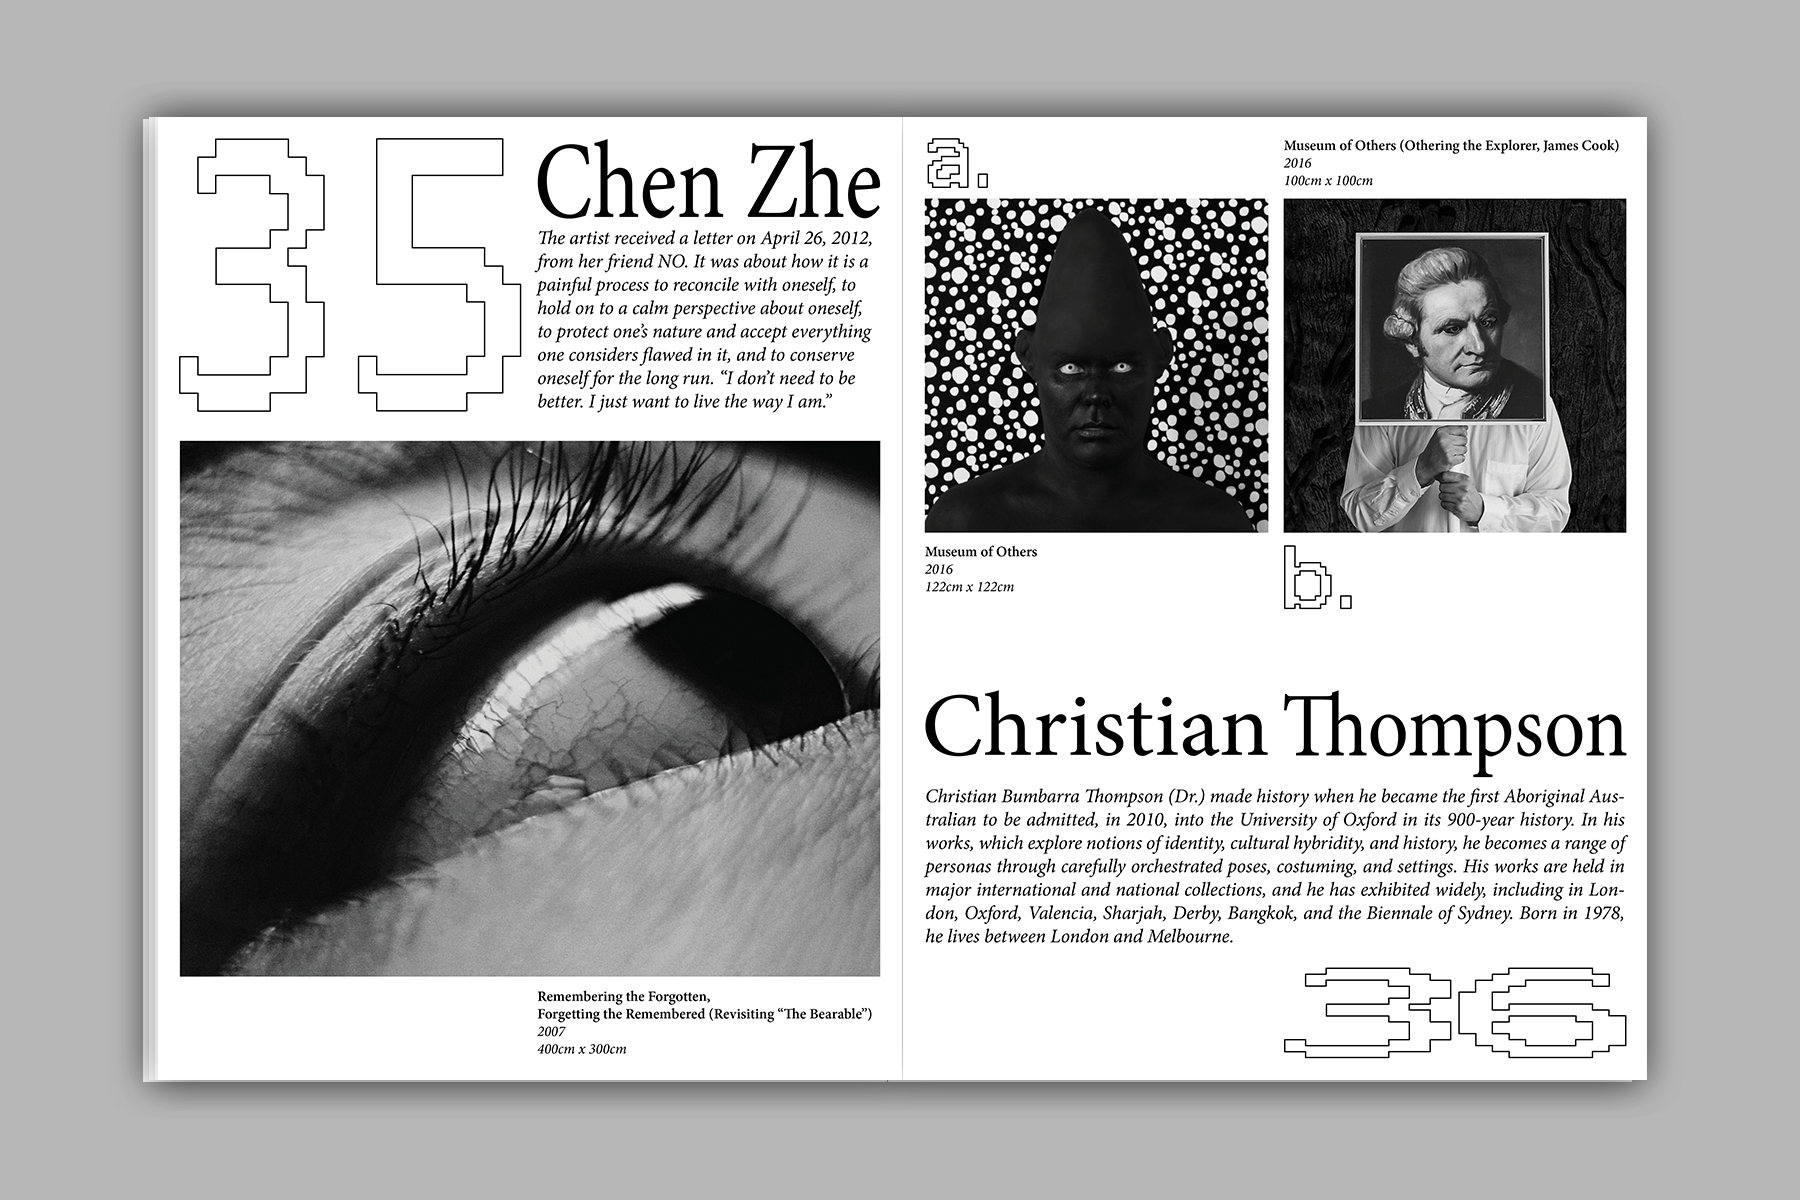 35
Chen Zhe
The artist received a letter on April 26, 2012,
from her friend NO. It was about how it is a
painful process to reconcile with oneself, to
hold on to a calm perspective about oneself,
to protect one’s nature and accept everything
one considers flawed in it, and to conserve
oneself for the long run. “I don’t need to be
better. I just want to live the way I am.”
Remembering the Forgotten,
Forgetting the Remembered (Revisiting “The Bearable”)
2007
400cm x 300cm
a.
Museum of Others
2016
122cm x 122cm
Museum of Others (Othering the Explorer, James Cook)
2016
100cm x 100cm
b.
Christian Thompson
Christian Bumbarra Thompson (Dr.) made history when he became the first Aboriginal Aus-
tralian to be admitted, in 2010, into the University of Oxford in its 900-year history. In his
works, which explore notions of identity, cultural hybridity, and history, he becomes a range of
personas through carefully orchestrated poses, costuming, and settings. His works are held in
major international and national collections, and he has exhibited widely, including in Lon-
don, Oxford, Valencia, Sharjah, Derby, Bangkok, and the Biennale of Sydney. Born in 1978,
he lives between London and Melbourne.
36